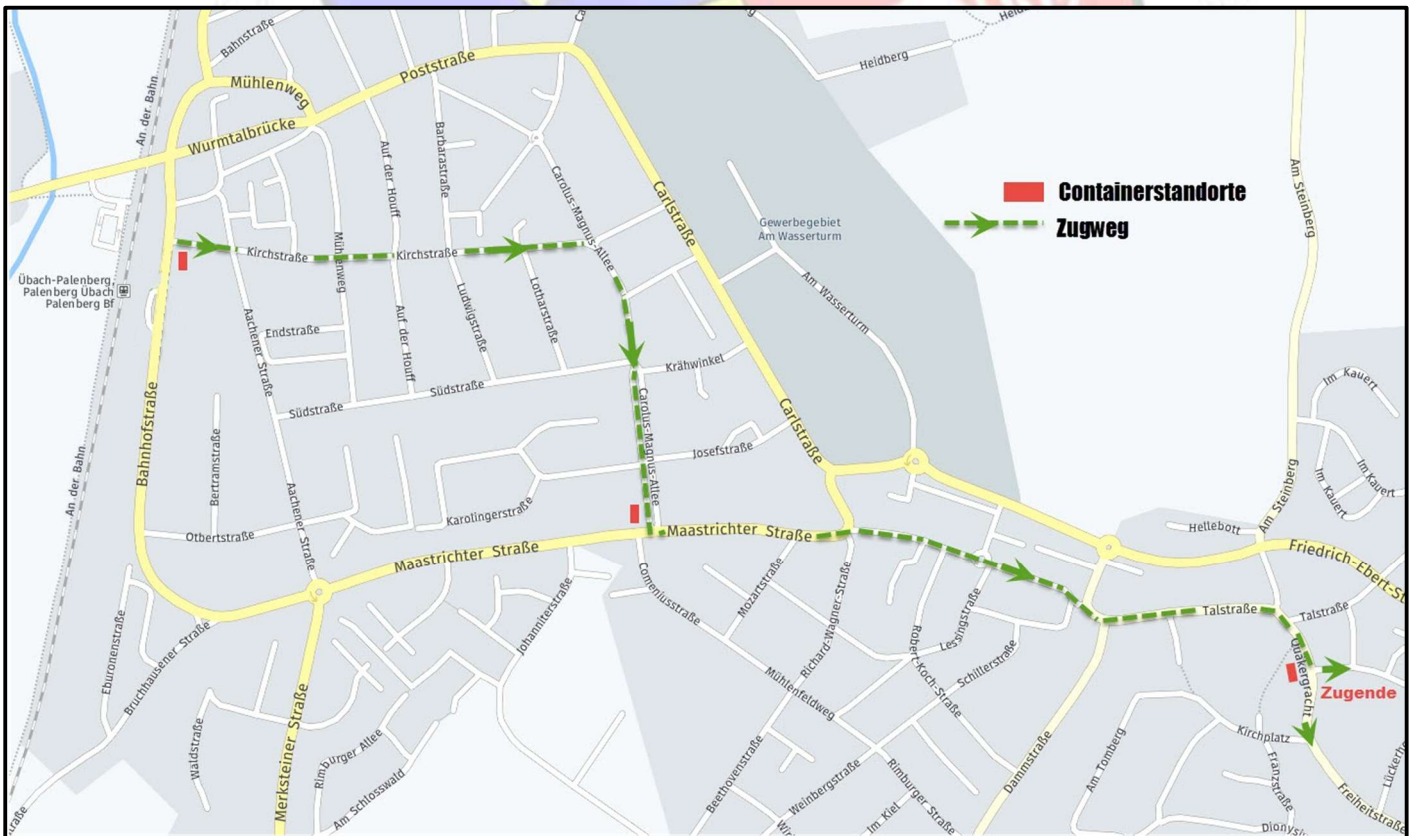 Bahnstraße
Mühlenweg
Poststraße
Wurmtalbrücke
An der Bahn
Heidberg
Barbarastraße
Auf der Houff
Carolus-Magnus-Allee
Carlstraße
Am Steinberg
Containerstandorte
Zugweg
Gewerbegebiet
Am Wasserturm
Kirchstraße
Mühlenweg
Kirchstraße
Übach-Palenberg,
Palenberg Übach
Palenberg Bf
Am Wasserturm
Aachener Straße
Endstraße
Auf der Houff
Ludwigstraße
Lotharstraße
Krähwinkel
Südstraße
Südstraße
Bahnhofstraße
Im Kauert
Carolus-Magnus-Allee
Carlstraße
Bertramstraße
Josefstraße
An der Bahn
Aachener Straße
Karolingerstraße
Im Kauert
Im Kauert
Am Steinberg
Otbertstraße
Maastrichter Straße
Maastrichter Straße
Hellebott
Friedrich-Ebert-St
Comeniusstraße
Mozartstraße
Richard-Wagner-Straße
Robert-Koch-Straße
Lessingstraße
Schillerstraße
Talstraße
Talstraße
Quakergracht
Zugende
Eburonenstraße
Bruchhausener Straße
Johanniterstraße
Mühlenfeldweg
Merksteiner Straße
Waldstraße
Rimburger Allee
Am Schlosswald
Beethovenstraße
Weinbergstraße
Im Kiel
Rimburger Straße
Dammstraße
Am Tomberg
Kirchplatz
Franzstraße
Freiheitstraße
Lückerh
Dionysi
raße